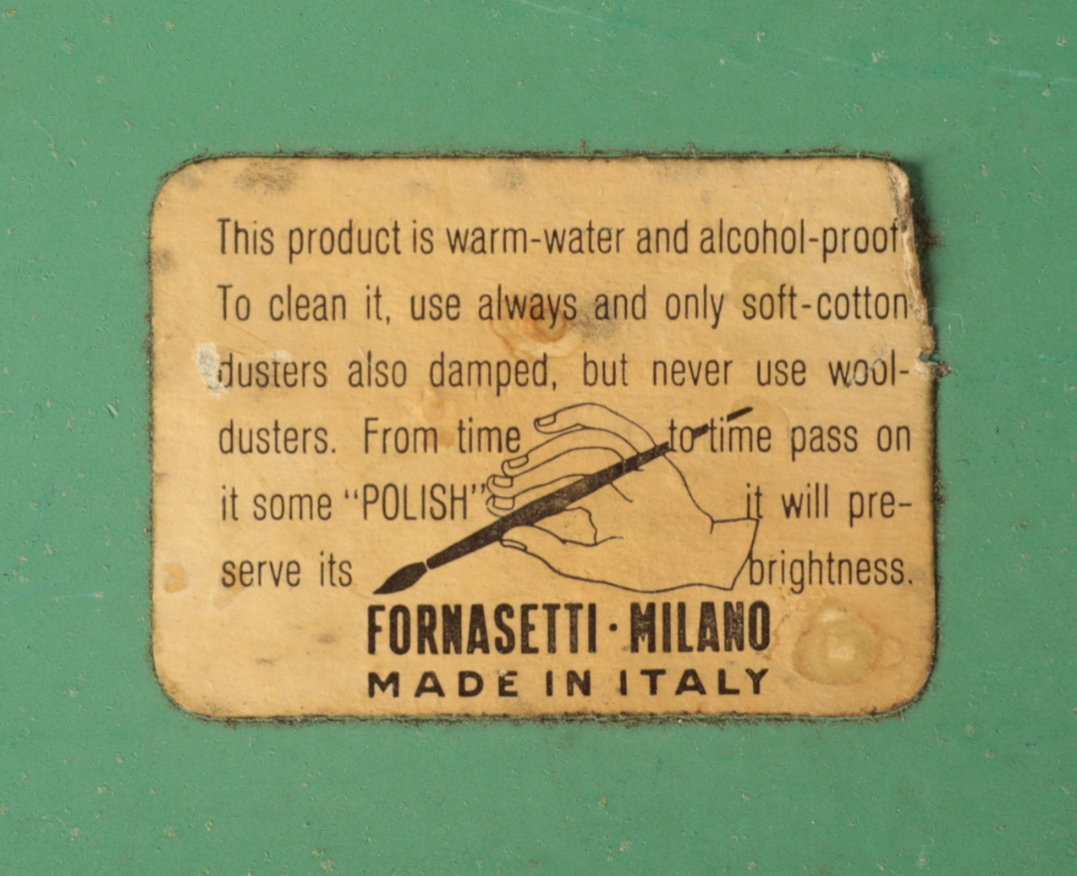 This product is warm-water and alcohol-proof
To clean it, use always and only soft-cotton
dusters also damped, but never use wool-
dusters. From time to time pass on
it some “POLISH” it will pre-
serve its brightness.
FORNASETTI · MILANO
MADE IN ITALY